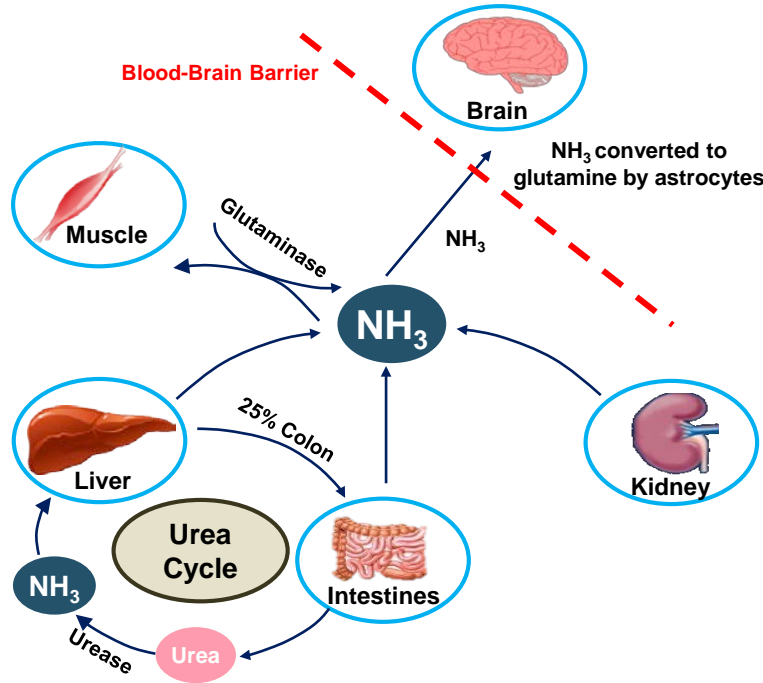 Blood-Brain Barrier
Brain
NH3 converted to
glutamine by astrocytes
Muscle
Glutaminase
NH3
NH3
25% Colon
Liver
Kidney
Urea
Cycle
Intestines
NH3
Urease
Urea